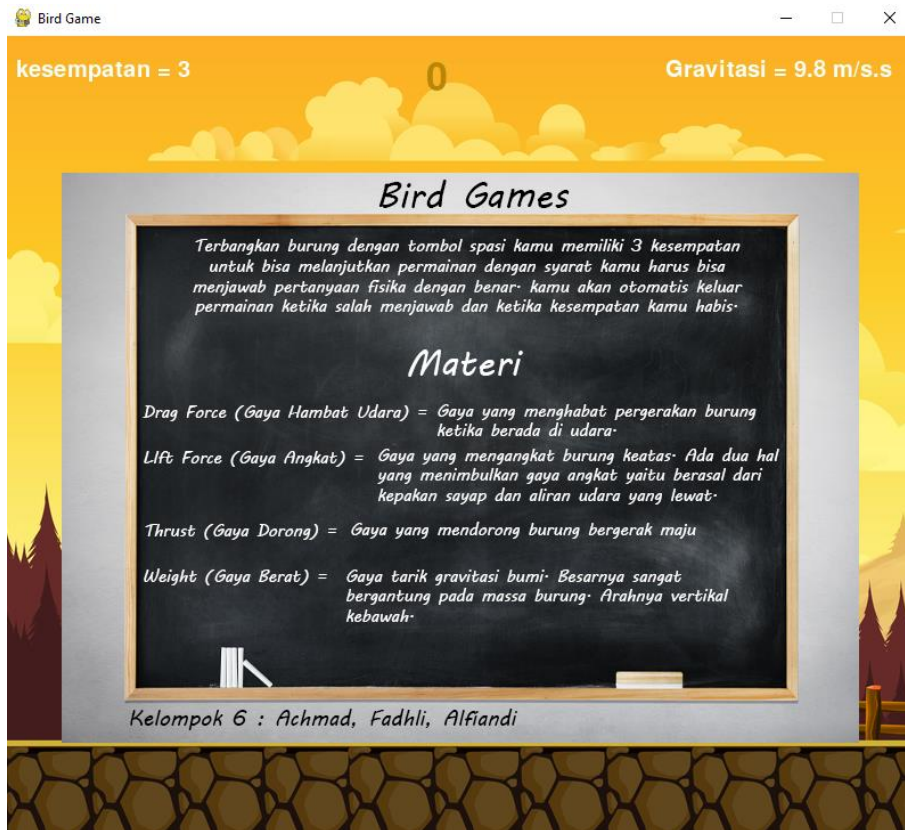 Bird Game
kesempatan = 3
0
Gravitasi = 9.8 m/s.s
Bird Games
Terbangkan burung dengan tombol spasi kamu memiliki 3 kesempatan
untuk bisa melanjutkan permainan dengan syarat kamu harus bisa
menjawab pertanyaan fisika dengan benar. kamu akan otomatis keluar
permainan ketika salah menjawab dan ketika kesempatan kamu habis.
Materi
Drag Force (Gaya Hambat Udara) = Gaya yang menghabat pergerakan burung
ketika berada di udara.
LIft Force (Gaya Angkat) = Gaya yang mengangkat burung keatas. Ada dua hal
yang menimbulkan gaya angkat yaitu berasal dari
kepakan sayap dan aliran udara yang lewat.
Thrust (Gaya Dorong) = Gaya yang mendorong burung bergerak maju
Weight (Gaya Berat) = Gaya tarik gravitasi bumi. Besarnya sangat
bergantung pada massa burung. Arahnya vertikal
kebawah.
Kelompok 6 : Achmad, Fadhli, Alfiandi